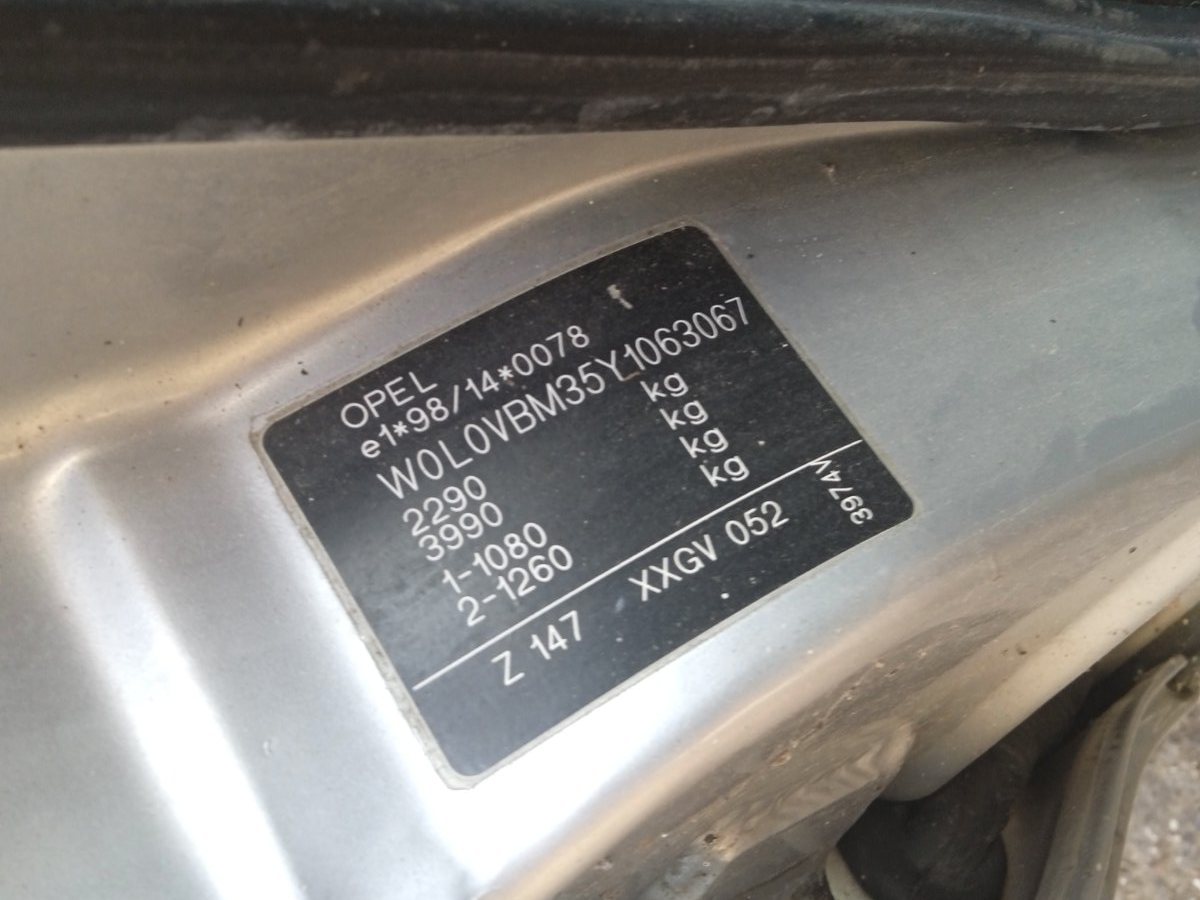 OPEL
e1*98/14*0078
W0L0VBM35Y1063067
2290 kg
3990 kg
1-1080 kg
2-1260 kg
Z 147 XXGV 052
3974V